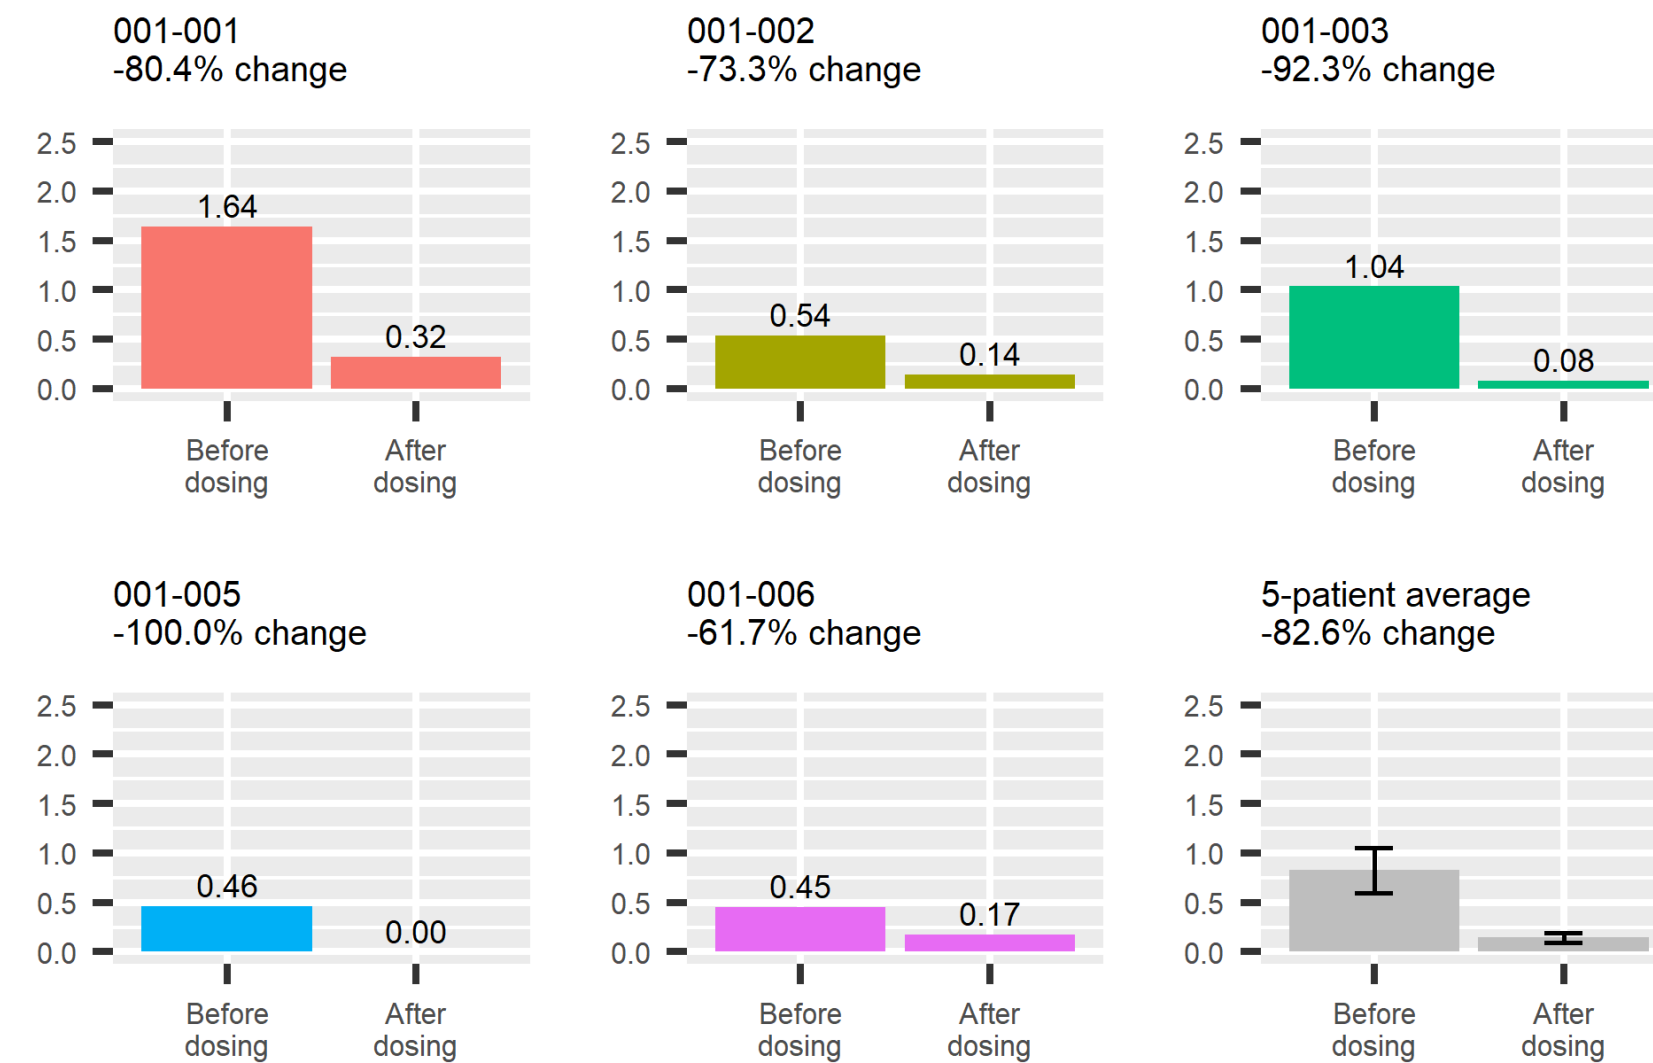 001-001
-80.4% change
2.5
2.0
1.5
1.0
0.5
0.0
1.64
0.32
Before dosing
After dosing
001-002
-73.3% change
2.5
2.0
1.5
1.0
0.5
0.0
0.54
0.14
Before dosing
After dosing
001-003
-92.3% change
2.5
2.0
1.5
1.0
0.5
0.0
1.04
0.08
Before dosing
After dosing
001-005
-100.0% change
2.5
2.0
1.5
1.0
0.5
0.0
0.46
0.00
Before dosing
After dosing
001-006
-61.7% change
2.5
2.0
1.5
1.0
0.5
0.0
0.45
0.17
Before dosing
After dosing
5-patient average
-82.6% change
2.5
2.0
1.5
1.0
0.5
0.0
Before dosing
After dosing